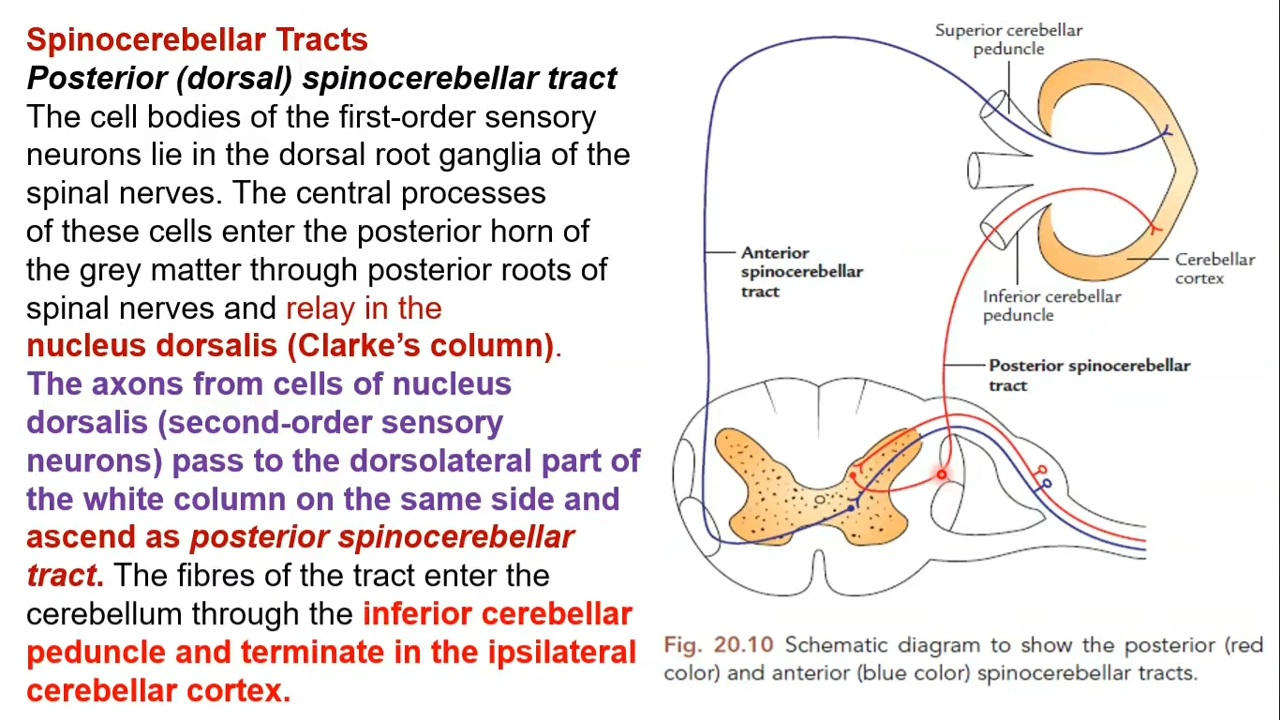 Spinocerebellar Tracts
Posterior (dorsal) spinocerebellar tract
The cell bodies of the first-order sensory
neurons lie in the dorsal root ganglia of the
spinal nerves. The central processes
of these cells enter the posterior horn of
the grey matter through posterior roots of
spinal nerves and relay in the
nucleus dorsalis (Clarke’s column).
The axons from cells of nucleus
dorsalis (second-order sensory
neurons) pass to the dorsolateral part of
the white column on the same side and
ascend as posterior spinocerebellar
tract. The fibres of the tract enter the
cerebellum through the inferior cerebellar
peduncle and terminate in the ipsilateral
cerebellar cortex.
Superior cerebellar
peduncle
Anterior
spinocerebellar
tract
Cerebellar
cortex
Inferior cerebellar
peduncle
Posterior spinocerebellar
tract
Fig. 20.10 Schematic diagram to show the posterior (red
color) and anterior (blue color) spinocerebellar tracts.